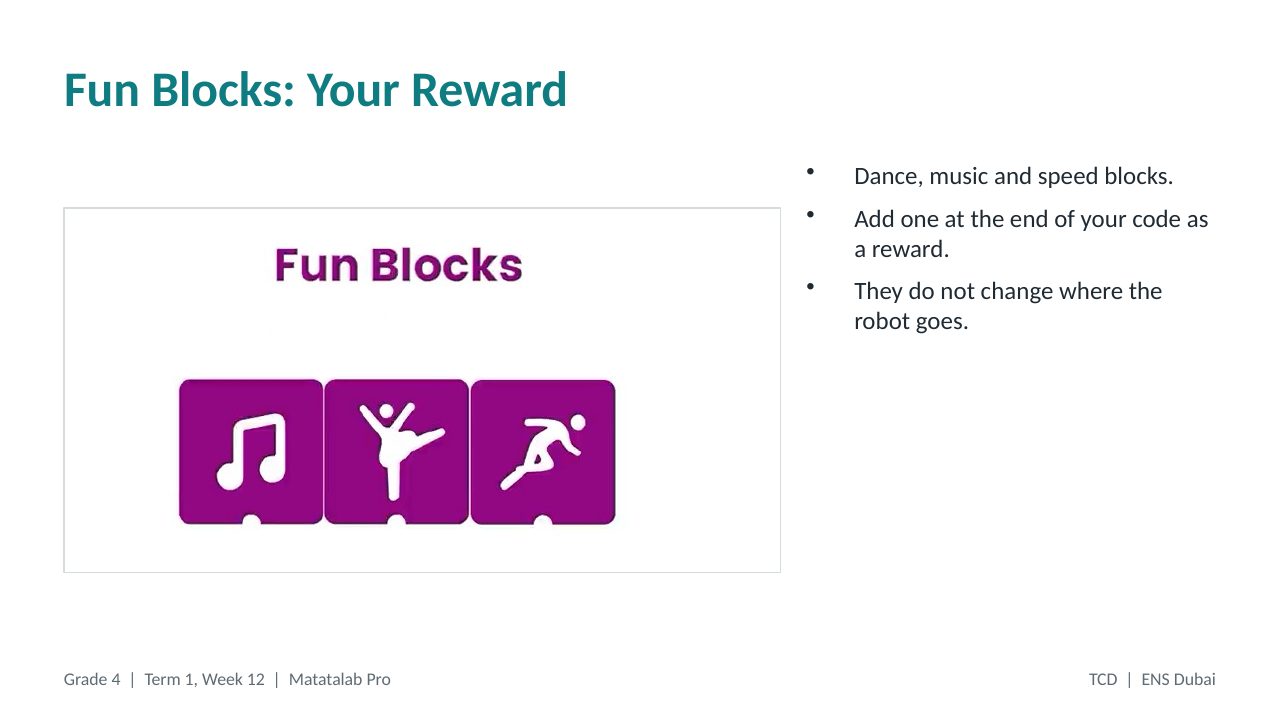 Fun Blocks: Your Reward
Fun Blocks
• Dance, music and speed blocks.
• Add one at the end of your code as
a reward.
• They do not change where the
robot goes.
Grade 4 | Term 1, Week 12 | Matatalab Pro
TCD | ENS Dubai